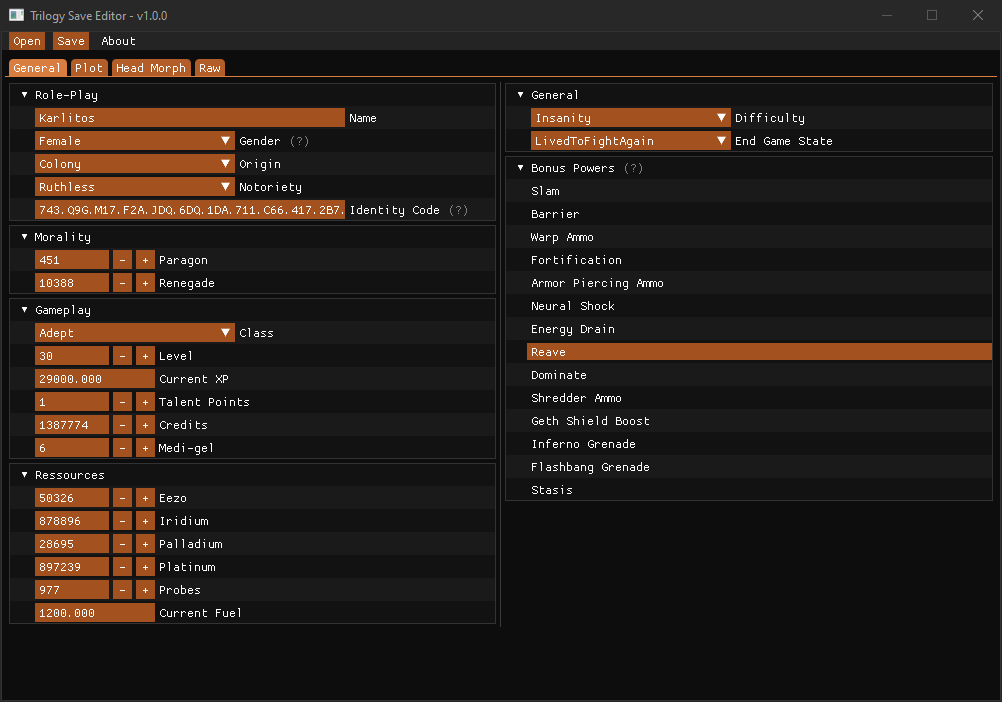 Trilogy Save Editor - v1.0.0
Open Save About
General Plot Head Morph Raw
Role-Play
Karlitos Name
Female Gender (?)
Colony Origin
Ruthless Notoriety
743.Q9G.M17.F2A.JDQ.6DQ.1DA.711.C66.417.2B7. Identity Code (?)
Morality
451 - + Paragon
10388 - + Renegade
Gameplay
Adept Class
30 - + Level
29000.000 Current XP
1 - + Talent Points
1387774 - + Credits
6 - + Medi-gel
Ressources
50326 - + Eezo
878896 - + Iridium
28695 - + Palladium
897239 - + Platinum
977 - + Probes
1200.000 Current Fuel
General
Insanity Difficulty
LivedToFightAgain End Game State
Bonus Powers (?)
Slam
Barrier
Warp Ammo
Fortification
Armor Piercing Ammo
Neural Shock
Energy Drain
Reave
Dominate
Shredder Ammo
Geth Shield Boost
Inferno Grenade
Flashbang Grenade
Stasis